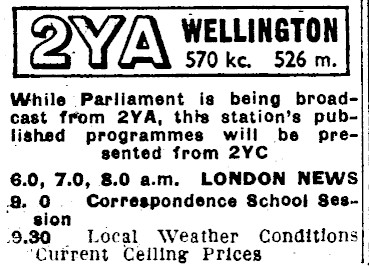 2YA WELLINGTON
570 kc. 526 m.
While Parliament is being broad-
cast from 2YA, this station's pub-
lished programmes will be pre-
sented from 2YC
6.0, 7.0, 8.0 a.m. LONDON NEWS
9. 0 Correspondence School Ses-
sion
9.30 Local Weather Conditions
Current Ceiling Prices